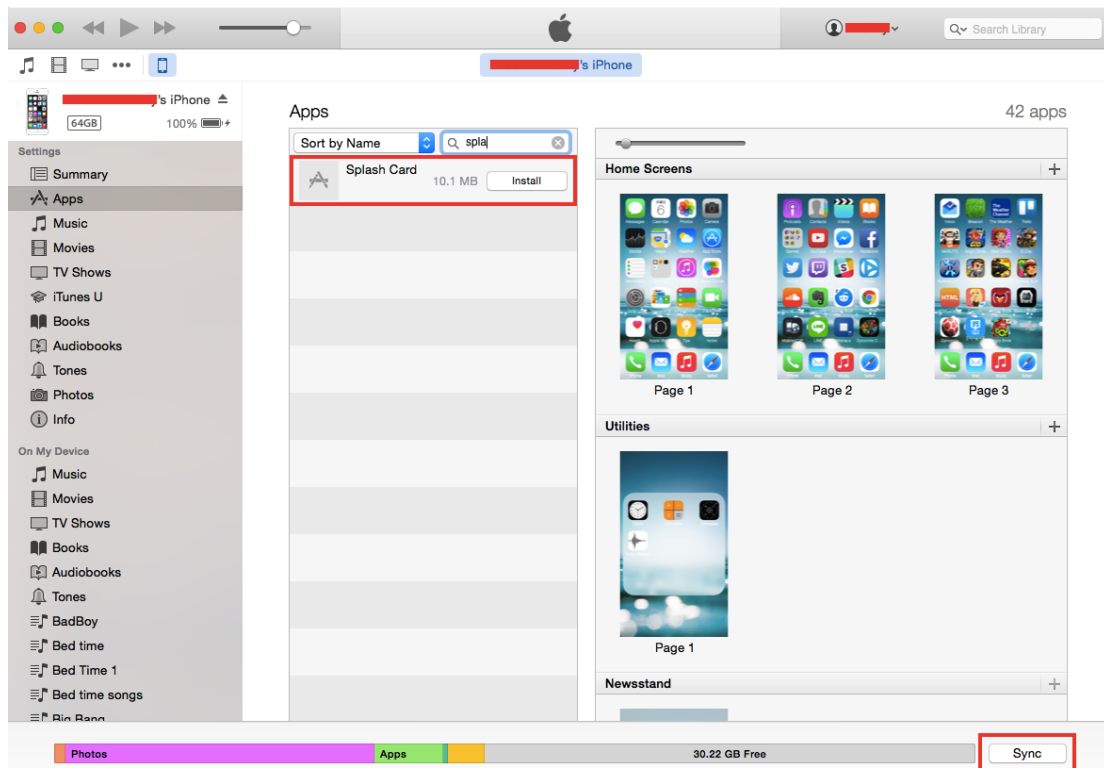 Search Library
's iPhone
's iPhone
64GB
100%
Apps
42 apps
Settings
Summary
Apps
Music
Movies
TV Shows
iTunes U
Books
Audiobooks
Tones
Photos
Info
On My Device
Music
Movies
TV Shows
Books
Audiobooks
Tones
BadBoy
Bed time
Bed Time 1
Bed time songs
Big Bang
Sort by Name
spla
Splash Card
10.1 MB
Install
Home Screens
Page 1
Page 2
Page 3
Utilities
Page 1
Newsstand
Photos
Apps
30.22 GB Free
Sync